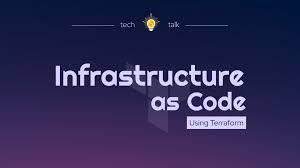 tech talk
Infrastructure
as Code
Using Terraform